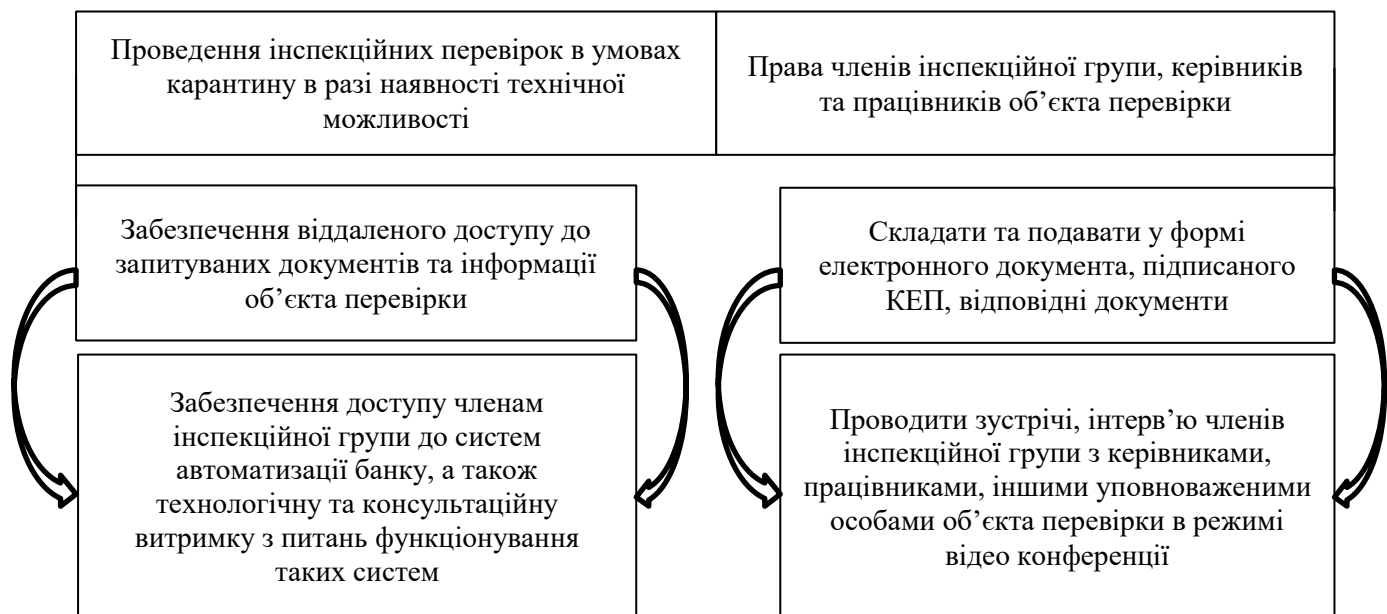 Проведення інспекційних перевірок в умовах
карантину в разі наявності технічної
можливості
Права членів інспекційної групи, керівників
та працівників об’єкта перевірки
Забезпечення віддаленого доступу до
запитуваних документів та інформації
об’єкта перевірки
Складати та подавати у формі
електронного документа, підписаного
КЕП, відповідні документи
Забезпечення доступу членам
інспекційної групи до систем
автоматизації банку, а також
технологічну та консультаційну
витримку з питань функціонування
таких систем
Проводити зустрічі, інтерв’ю членів
інспекційної групи з керівниками,
працівниками, іншими уповноваженими
особами об’єкта перевірки в режимі
відео конференції